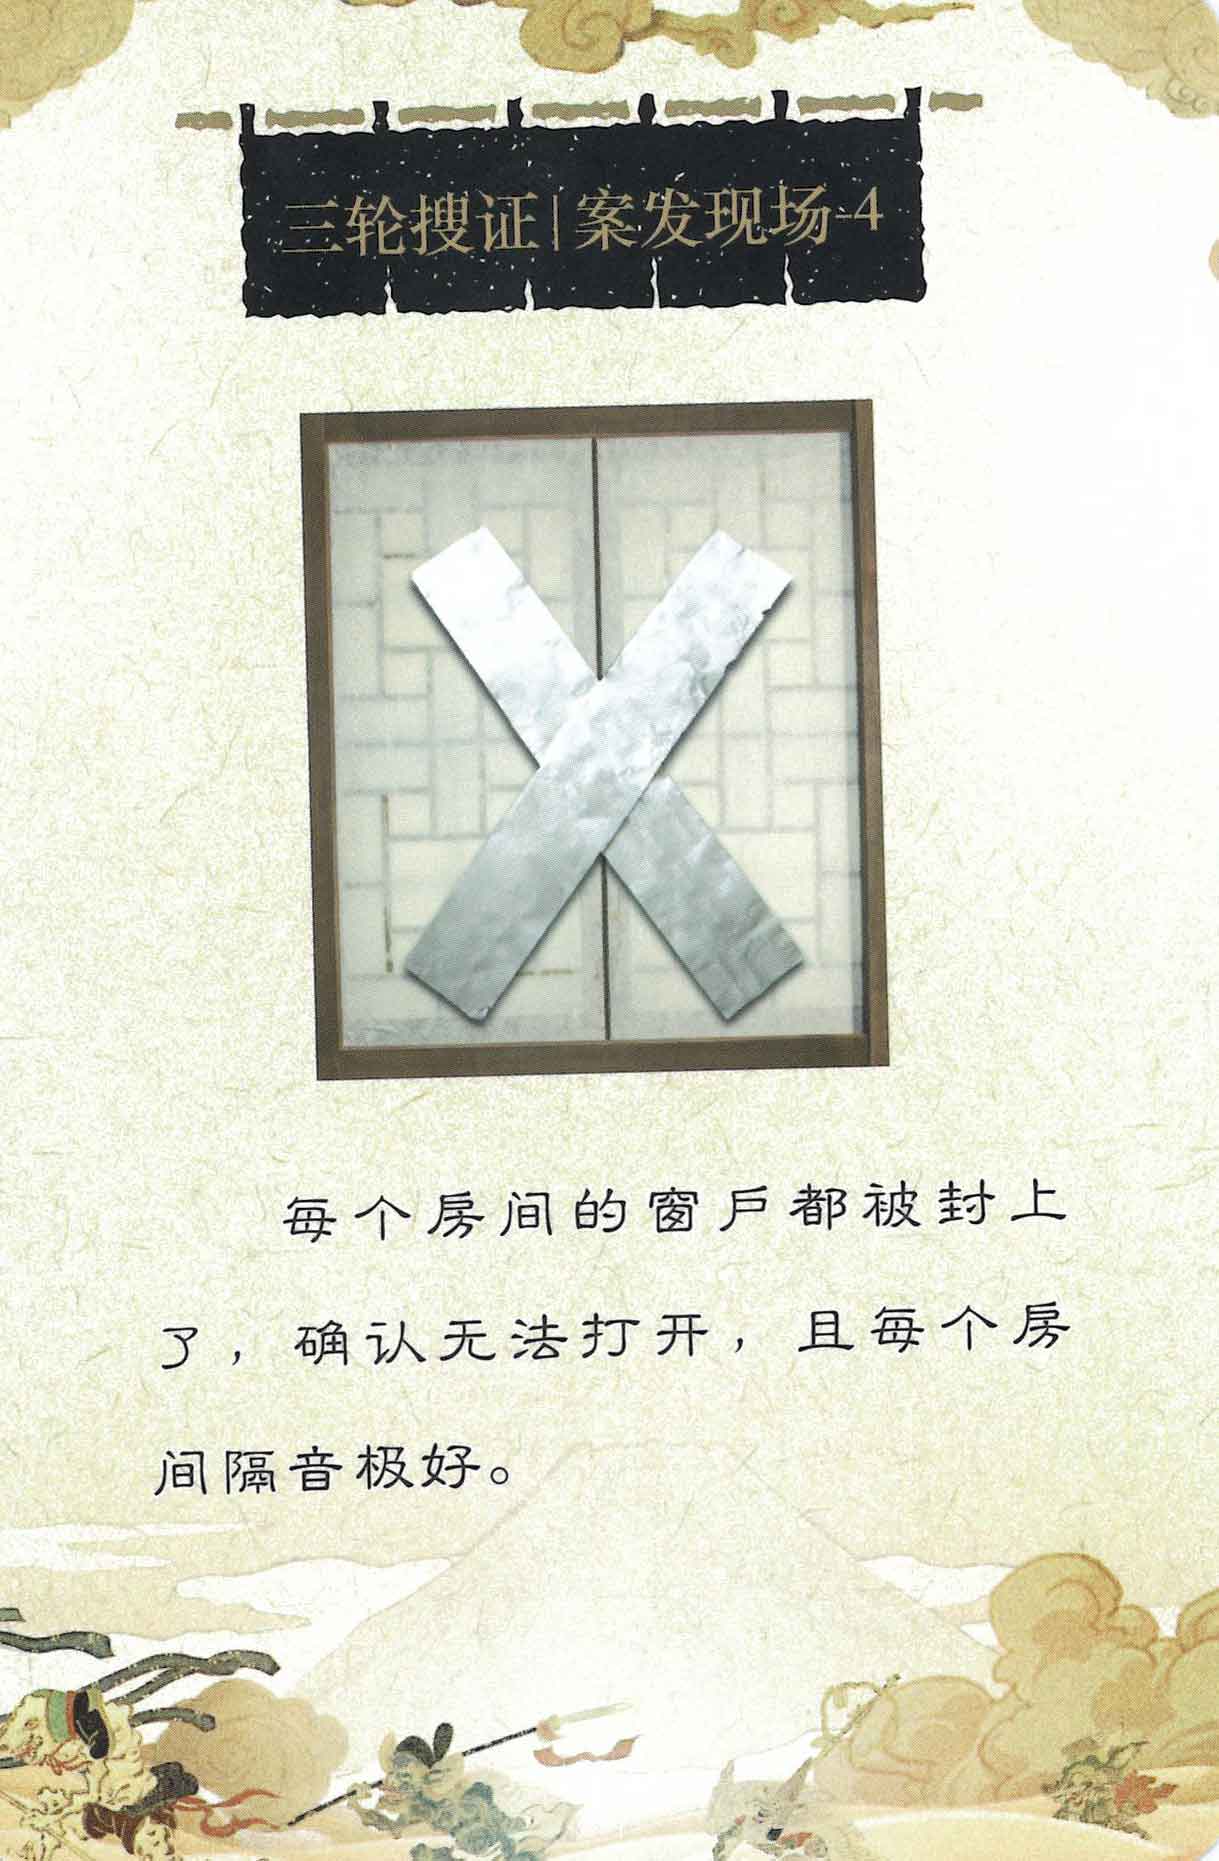 三轮搜证|案发现场-4
每个房间的窗户都被封上
了，确认无法打开，且每个房
间隔音极好。